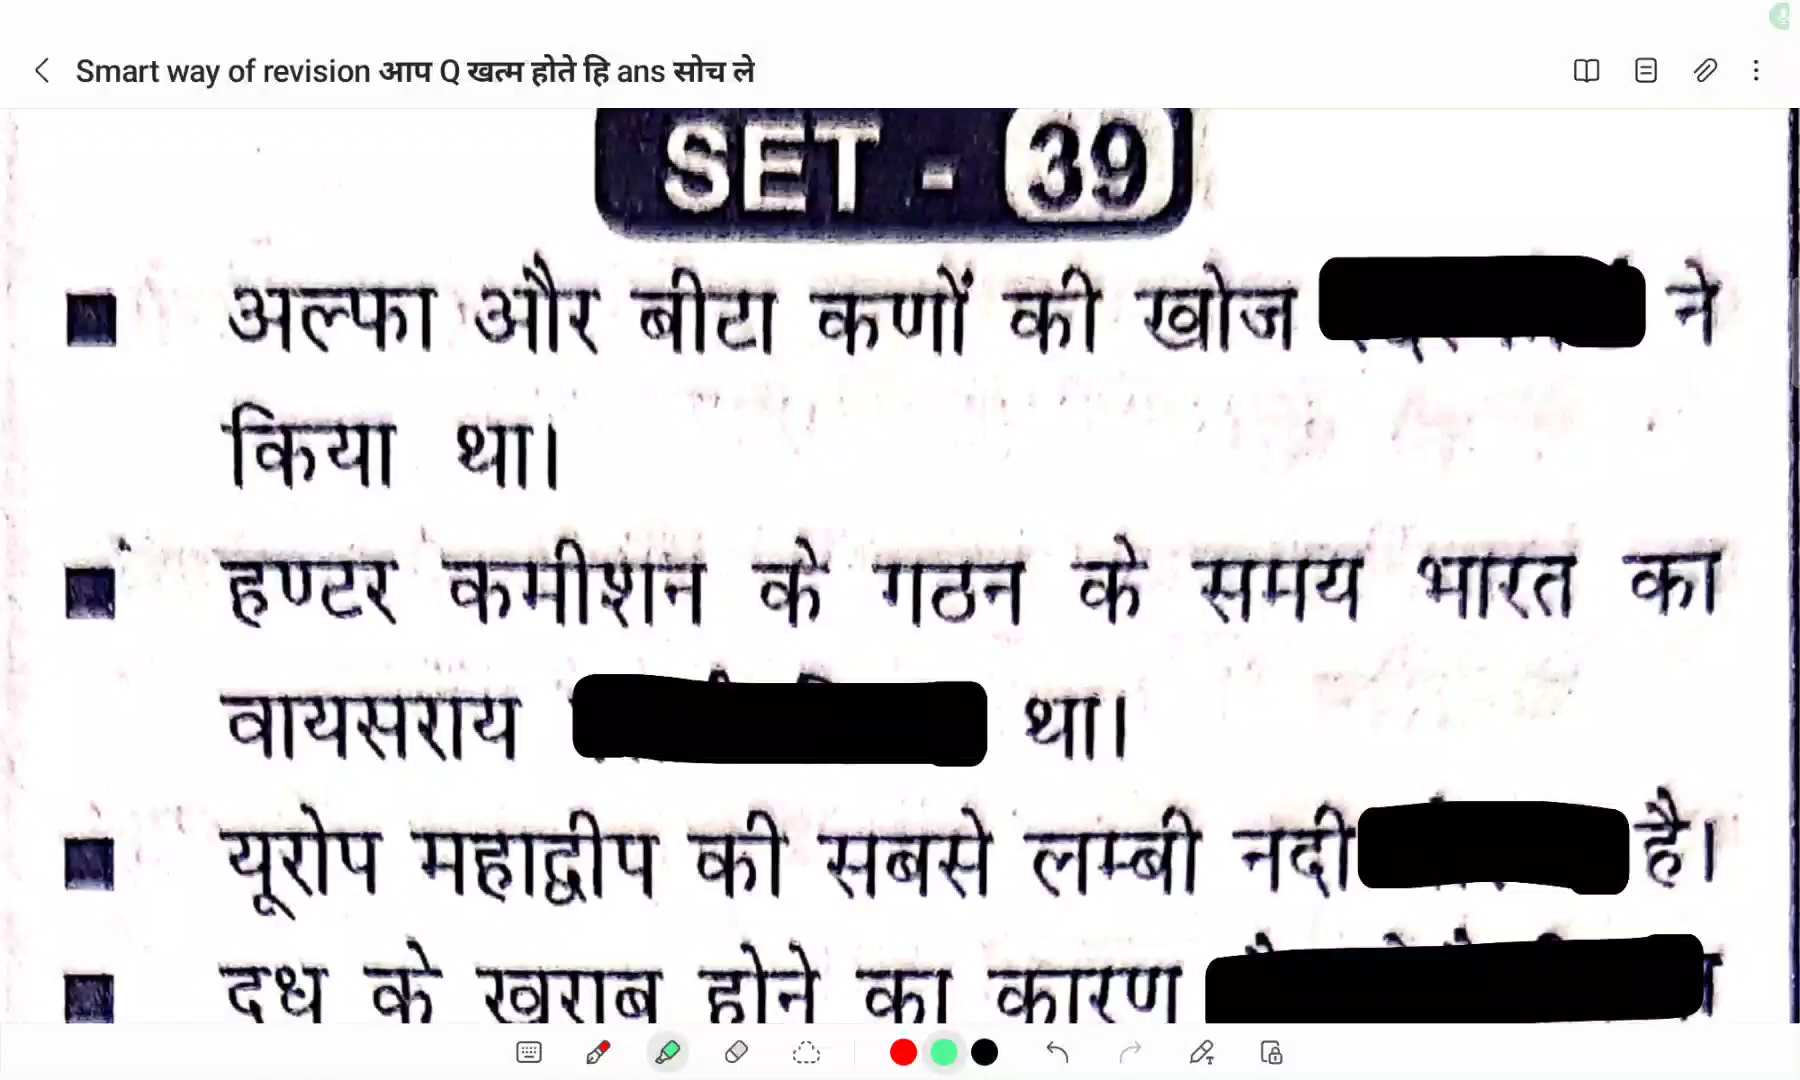 Smart way of revision आप Q खत्म होते हि ans सोच ले
SET - 39
अल्फा और बीटा कणों की खोज ने
किया था।
हण्टर कमीशन के गठन के समय भारत का
वायसराय था।
यूरोप महाद्वीप की सबसे लम्बी नदी है।
दूध के खराब होने का कारण